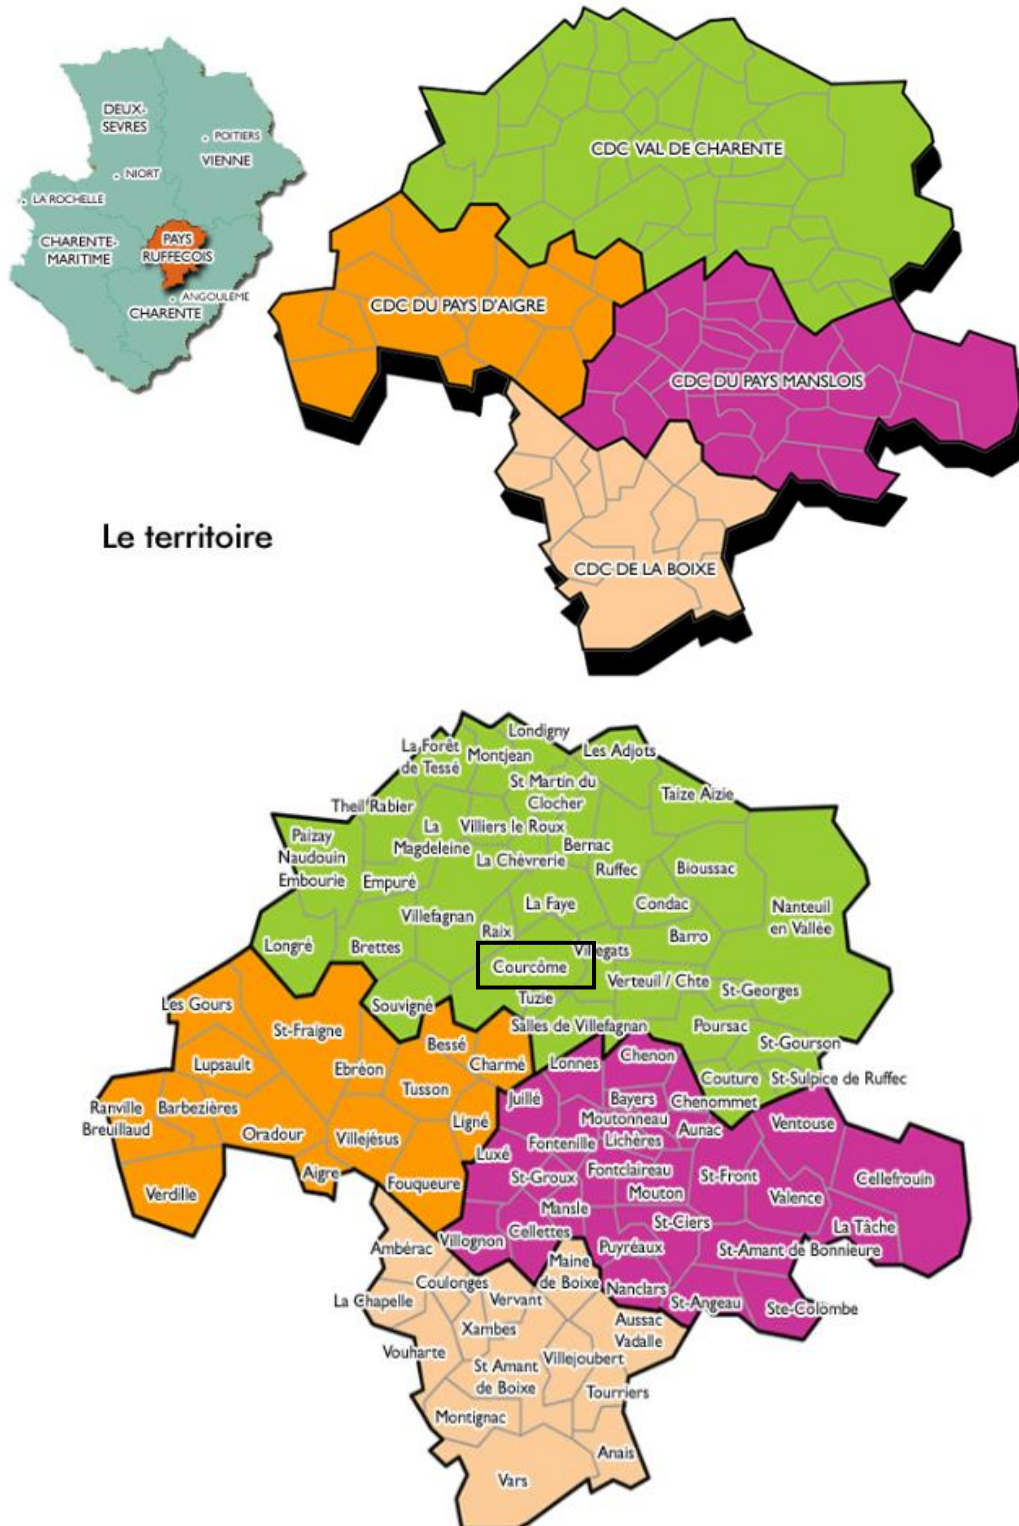 DEUX-
SEVRES
POITIERS
VIENNE
NIORT
LA ROCHELLE
CHARENTE-
MARITIME
PAYS
RUFFECOIS
ANGOULEME
CHARENTE
CDC VAL DE CHARENTE
CDC DU PAYS D'AIGRE
CDC DU PAYS MANSLOIS
CDC DE LA BOIXE
Le territoire
Londigny
La Forêt
de Tessé
Montjean
Les Adjots
St Martin du
Clocher
Taize Aizie
Theil Rabier
La
Magdeleine
Villiers le Roux
Paizay
Naudouin
Embourie
Bernac
La Chévrerie
Ruffec
Bioussac
Empuré
Villefagnan
La Faye
Condac
Nanteuil
en Vallée
Raix
Longré
Brettes
Villegats
Barro
Courcôme
Verteuil / Chte
St-Georges
Les Gours
Souvigné
Tuzie
St-Fraigne
Salles de Villefagnan
Poursac
St-Gourson
Bessé
Lupsault
Ebréon
Charmé
Lonnes
Chenon
Couture
St-Sulpice de Ruffec
Tusson
Ranville
Breuillaud
Barbezières
Juillé
Bayers
Chenommet
Moutonneau
Ligné
Aunac
Ventouse
Oradour
Villejésus
Fontenille
Lichères
Luxé
Aigre
Fouqueure
St-Groux
Fontclaireau
St-Front
Cellefrouin
Verdille
Mouton
Valence
Mansle
St-Ciers
La Tâche
Villognon
Cellettes
Ambérac
Puyréaux
St-Amant de Bonnieure
Maine
de Boixe
Coulonges
Nanclars
La Chapelle
Vervant
St-Angeau
Ste-Colombe
Xambes
Aussac
Vadalle
Vouharte
Villejoubert
St Amant
de Boixe
Tourriers
Montignac
Anais
Vars